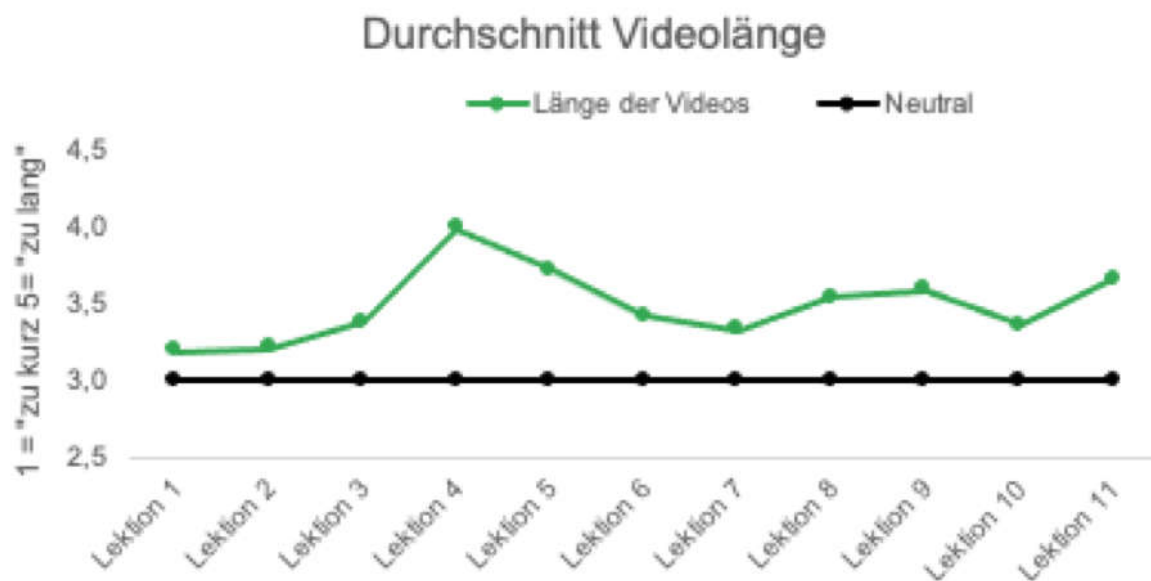 Durchschnitt Videolänge
Länge der Videos
Neutral
1 = "zu kurz 5= "zu lang"
4,5
4,0
3,5
3,0
2,5
Lektion 1
Lektion 2
Lektion 3
Lektion 4
Lektion 5
Lektion 6
Lektion 7
Lektion 8
Lektion 9
Lektion 10
Lektion 11